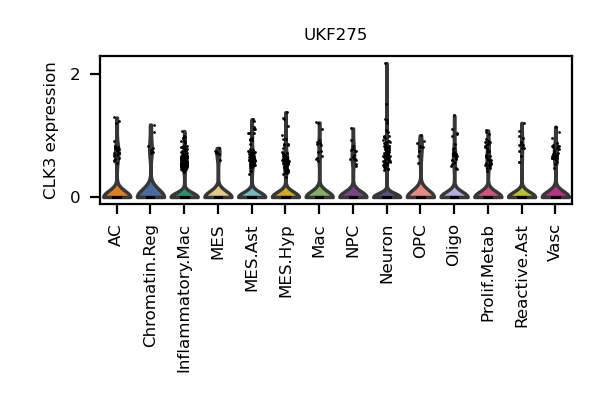 UKF275
CLK3 expression
2
0
AC
Chromatin.Reg
Inflammatory.Mac
MES
MES.Ast
MES.Hyp
Mac
NPC
Neuron
OPC
Oligo
Prolif.Metab
Reactive.Ast
Vasc